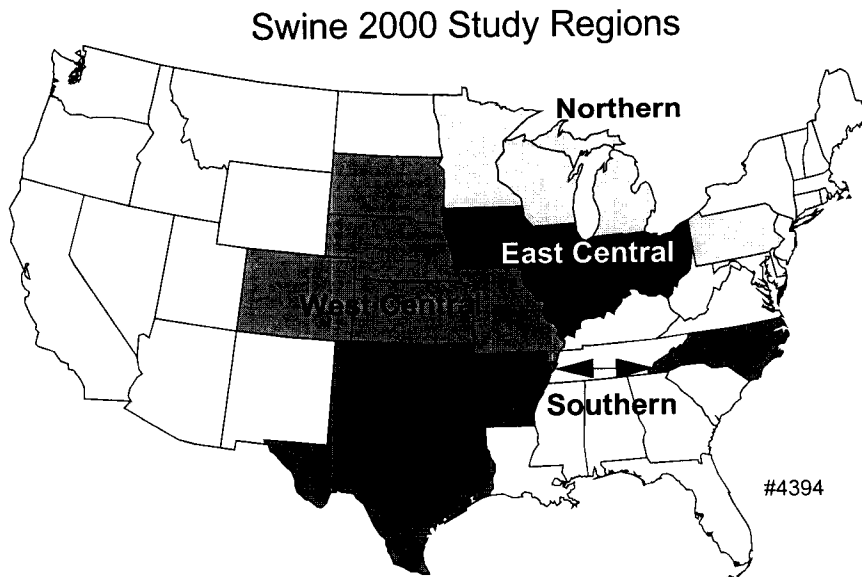 Swine 2000 Study Regions
Northern
East Central
West Central
Southern
#4394